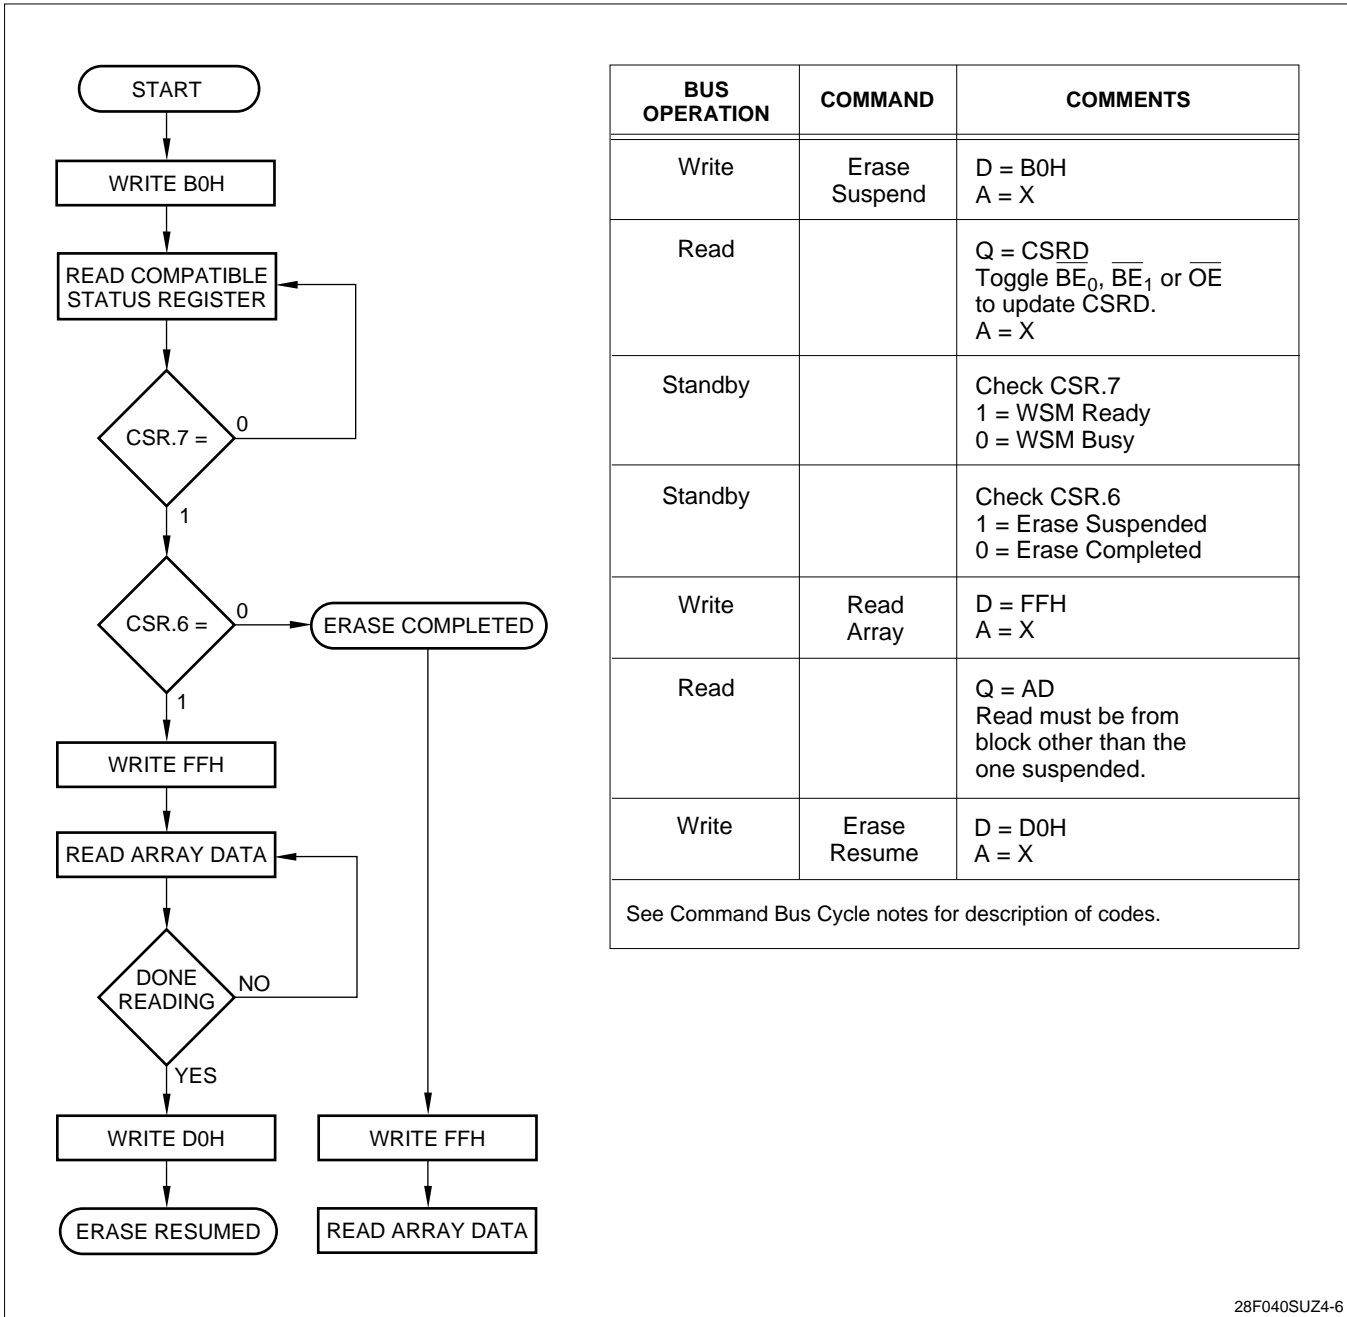 START
WRITE B0H
READ COMPATIBLE
STATUS REGISTER
CSR.7 =
0
1
CSR.6 =
0
ERASE COMPLETED
1
WRITE FFH
READ ARRAY DATA
DONE
READING
NO
YES
WRITE D0H
WRITE FFH
ERASE RESUMED
READ ARRAY DATA
BUS
OPERATION
COMMAND
COMMENTS
Write
Erase
Suspend
D = B0H
A = X
Read
Q = CSRD
Toggle B̅E̅₀, B̅E̅₁ or O̅E̅
to update CSRD.
A = X
Standby
Check CSR.7
1 = WSM Ready
0 = WSM Busy
Standby
Check CSR.6
1 = Erase Suspended
0 = Erase Completed
Write
Read
Array
D = FFH
A = X
Read
Q = AD
Read must be from
block other than the
one suspended.
Write
Erase
Resume
D = D0H
A = X
See Command Bus Cycle notes for description of codes.
28F040SUZ4-6